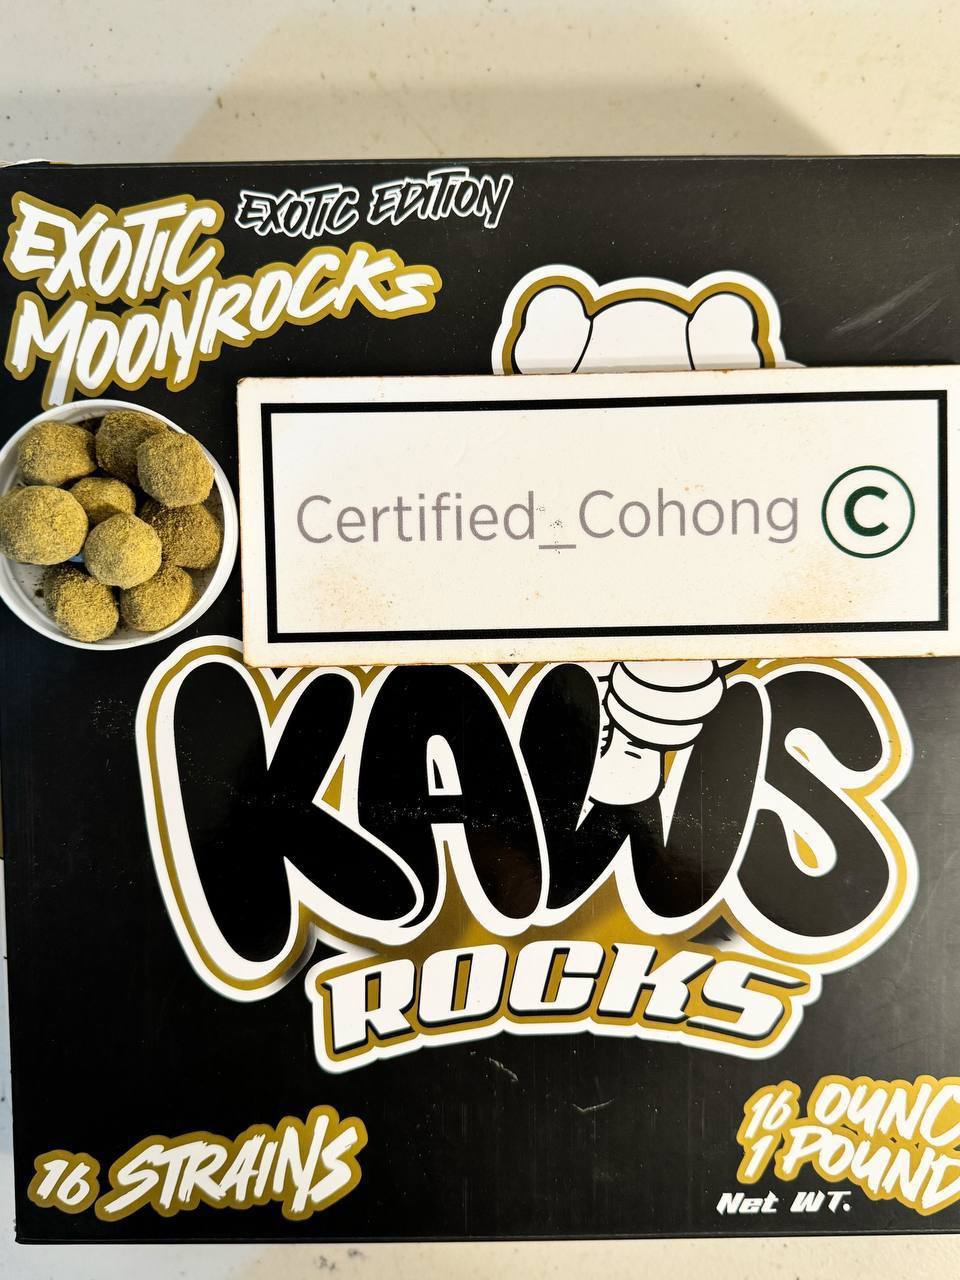 EXOTIC EDITION
EXOTIC
MOONROCKS
Certified_Cohong C
KAWS
ROCKS
16 STRAINS
16 OUNC
1 POUND
Net WT.